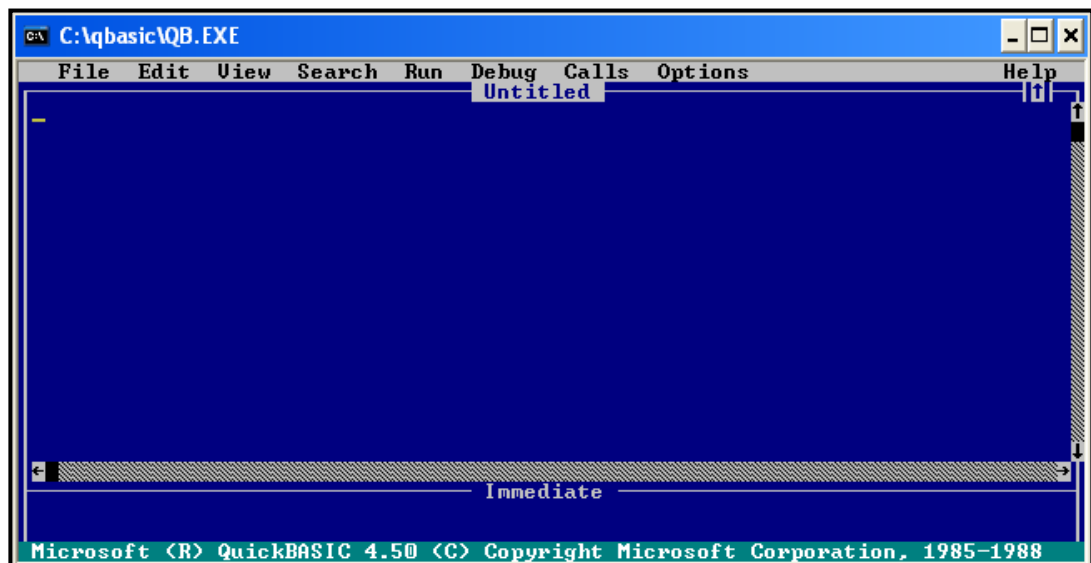 C:\qbasic\QB.EXE
File Edit View Search Run Debug Calls Options Help
Untitled
Immediate
Microsoft (R) QuickBASIC 4.50 (C) Copyright Microsoft Corporation, 1985-1988